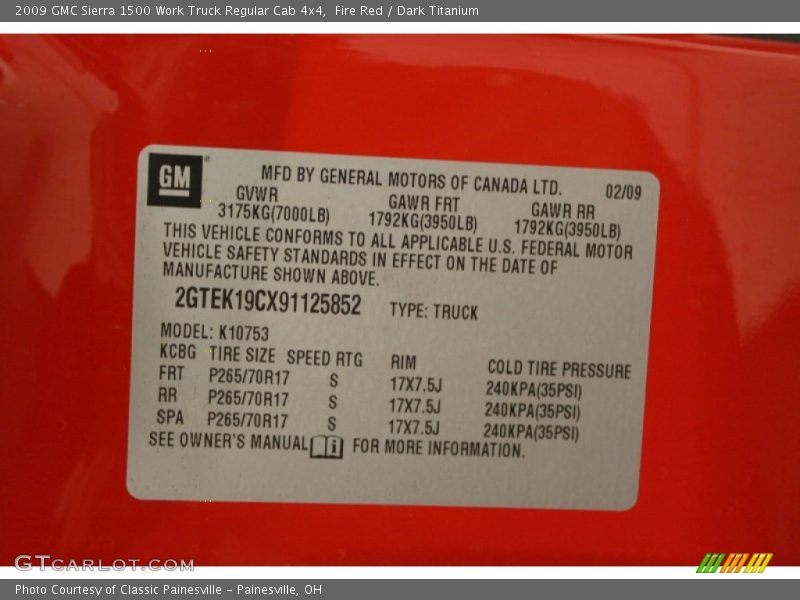 2009 GMC Sierra 1500 Work Truck Regular Cab 4x4, Fire Red / Dark Titanium
GM
MFD BY GENERAL MOTORS OF CANADA LTD. 02/09
GVWR GAWR FRT GAWR RR
3175KG(7000LB) 1792KG(3950LB) 1792KG(3950LB)
THIS VEHICLE CONFORMS TO ALL APPLICABLE U.S. FEDERAL MOTOR
VEHICLE SAFETY STANDARDS IN EFFECT ON THE DATE OF
MANUFACTURE SHOWN ABOVE.
2GTEK19CX91125852 TYPE: TRUCK
MODEL: K10753
KCBG TIRE SIZE SPEED RTG RIM COLD TIRE PRESSURE
FRT P265/70R17 S 17X7.5J 240KPA(35PSI)
RR P265/70R17 S 17X7.5J 240KPA(35PSI)
SPA P265/70R17 S 17X7.5J 240KPA(35PSI)
SEE OWNER'S MANUAL i FOR MORE INFORMATION.
GTCARLOT.COM
Photo Courtesy of Classic Painesville - Painesville, OH